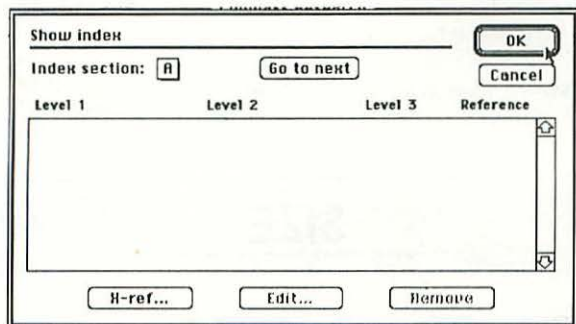 Show index
OK
Index section: A
Go to next
Cancel
Level 1 Level 2 Level 3 Reference
X-ref...
Edit...
Remove